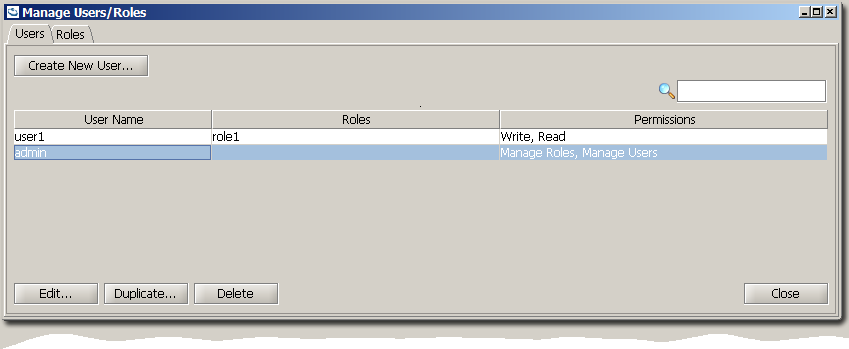 Manage Users/Roles
Users Roles
Create New User...
User Name Roles Permissions
user1 role1 Write, Read
admin Manage Roles, Manage Users
Edit... Duplicate... Delete Close